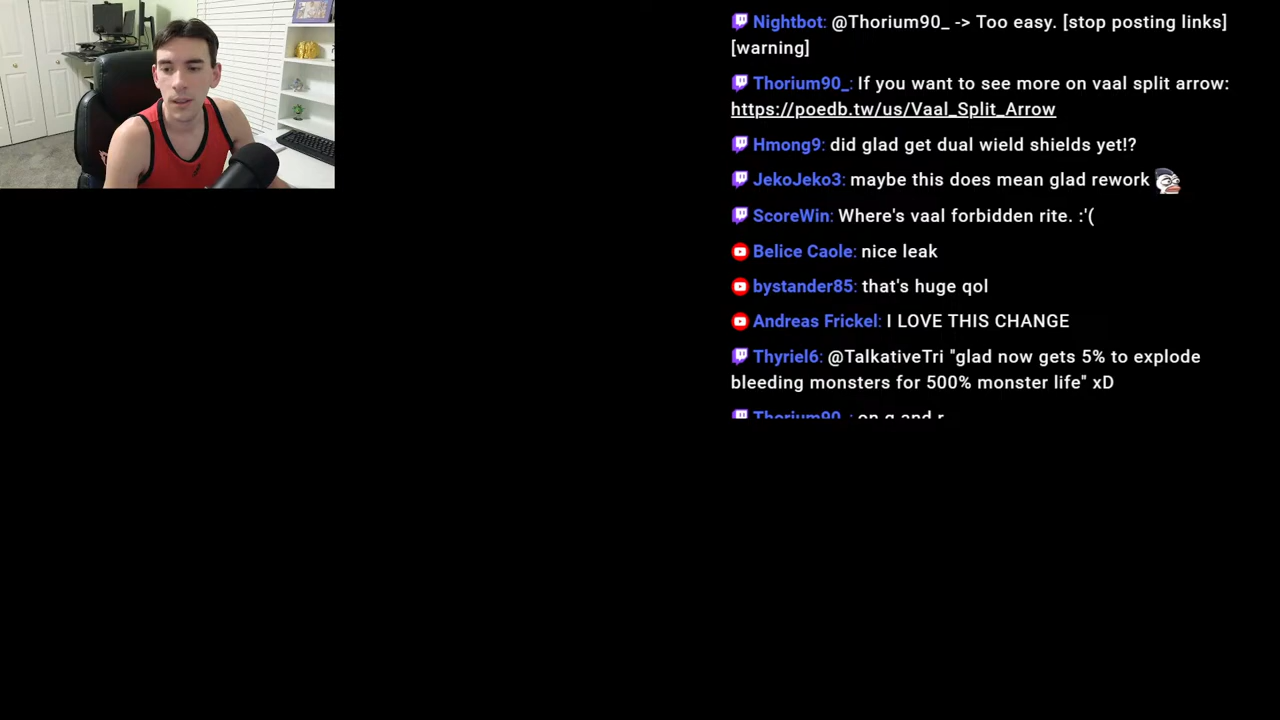 Nightbot: @Thorium90_ -> Too easy. [stop posting links]
[warning]
Thorium90_: If you want to see more on vaal split arrow:
https://poedb.tw/us/Vaal_Split_Arrow
Hmong9: did glad get dual wield shields yet!?
JekoJeko3: maybe this does mean glad rework
ScoreWin: Where's vaal forbidden rite. :'(
Belice Caole: nice leak
bystander85: that's huge qol
Andreas Frickel: I LOVE THIS CHANGE
Thyriel6: @TalkativeTri "glad now gets 5% to explode
bleeding monsters for 500% monster life" xD
Thorium90_: on q and r